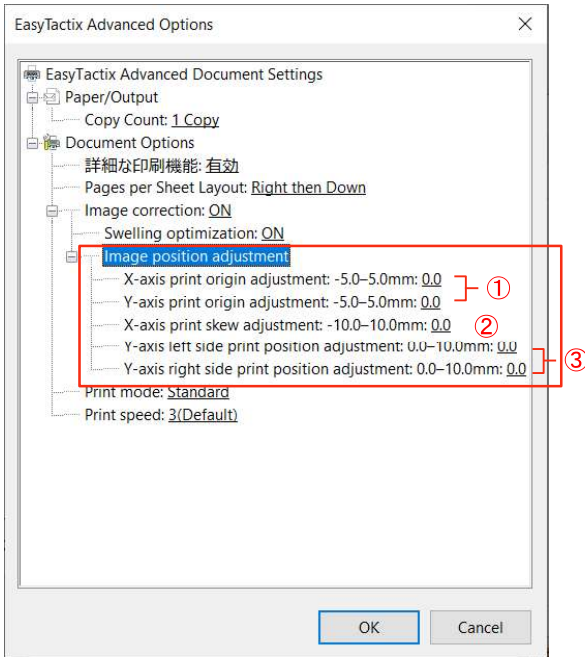 EasyTactix Advanced Options
EasyTactix Advanced Document Settings
Paper/Output
Copy Count: 1 Copy
Document Options
詳細な印刷機能: 有効
Pages per Sheet Layout: Right then Down
Image correction: ON
Swelling optimization: ON
Image position adjustment
X-axis print origin adjustment: -5.0–5.0mm: 0.0
①
Y-axis print origin adjustment: -5.0–5.0mm: 0.0
X-axis print skew adjustment: -10.0–10.0mm: 0.0 ②
Y-axis left side print position adjustment: 0.0–10.0mm: 0.0
③
Y-axis right side print position adjustment: 0.0–10.0mm: 0.0
Print mode: Standard
Print speed: 3(Default)
OK Cancel